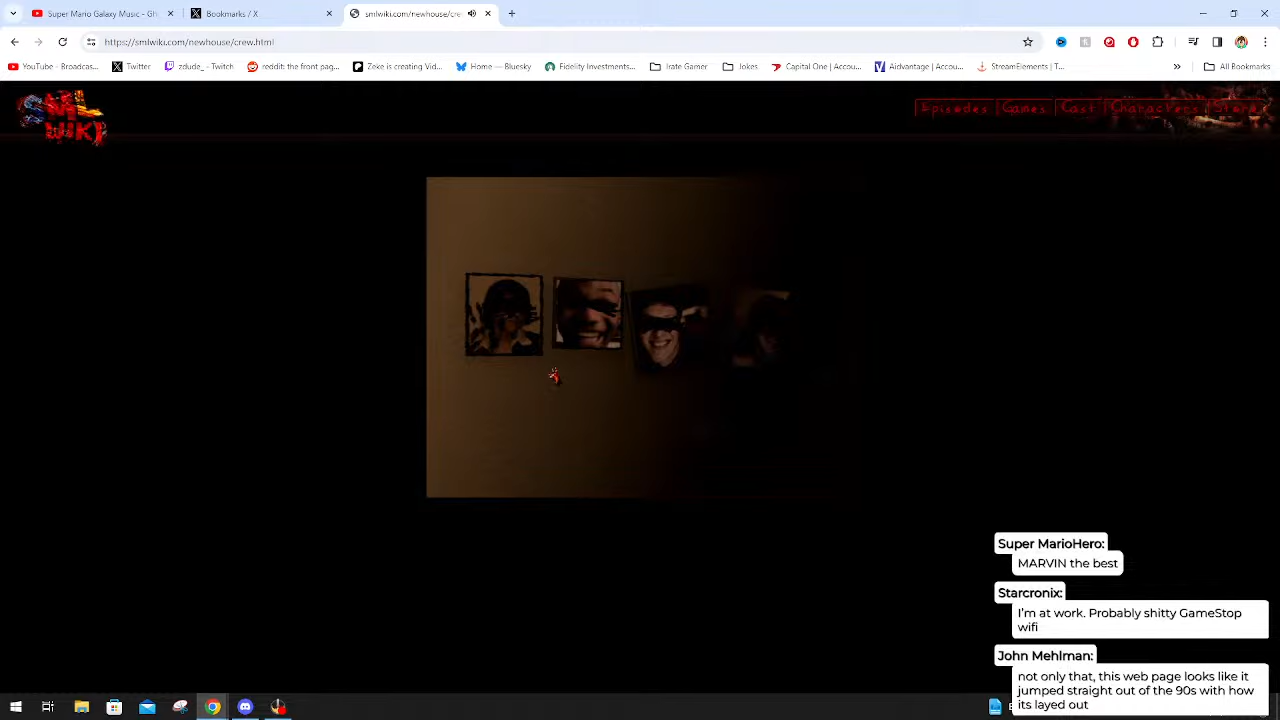 Super Mario Galaxy Music - Gh
Bookmarks / X
smlwiki.com/newhouse/cre
https://smlwiki.com/newhouse/crew.html
YouTube - Broadcas...
Twitter
zdude_ - Twitch
reddit: the front pag...
Zeke is creating Vid...
Home — Bluesky
Fidelity Investments...
Irate Gamer
Jokes
Capital One | Accou...
Vidvantage | Accou...
StreamElements | T...
All Bookmarks
SML
WIKI
Episodes
Games
Cast
Characters
Store
Super MarioHero:
MARVIN the best
Starcronix:
I'm at work. Probably shitty GameStop
wifi
John Mehlman:
not only that, this web page looks like it
jumped straight out of the 90s with how
its layed out